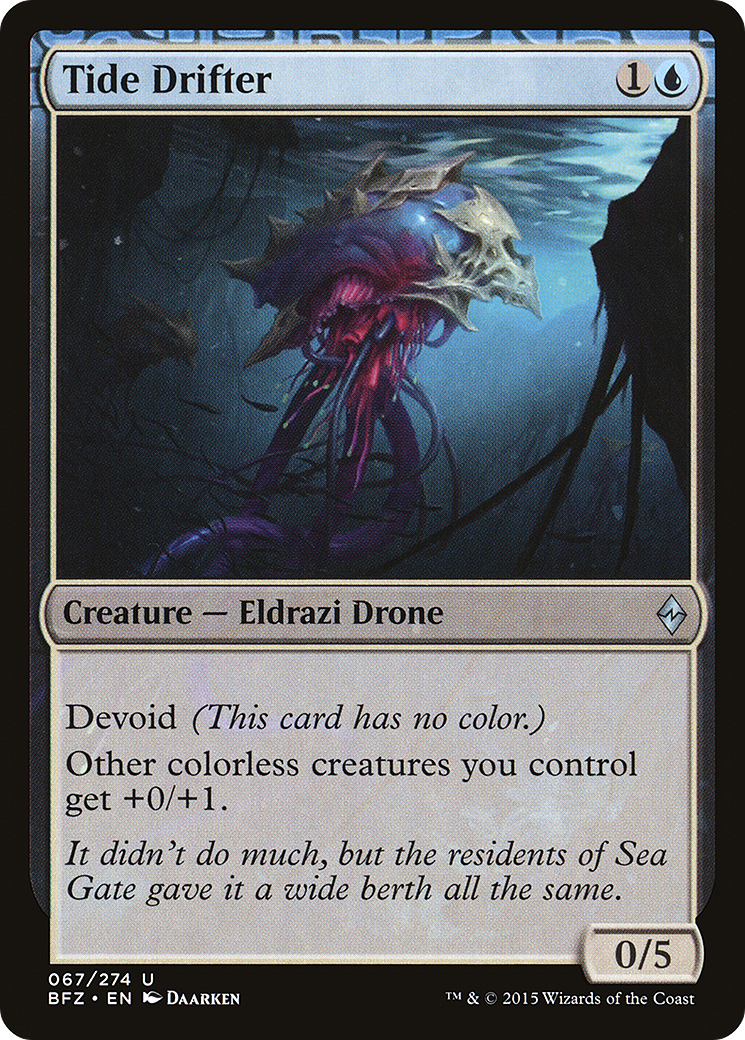 Tide Drifter 1
Creature — Eldrazi Drone
Devoid (This card has no color.)
Other colorless creatures you control
get +0/+1.
It didn't do much, but the residents of Sea
Gate gave it a wide berth all the same.
0/5
067/274 U
BFZ • EN Daarken
™ & © 2015 Wizards of the Coast